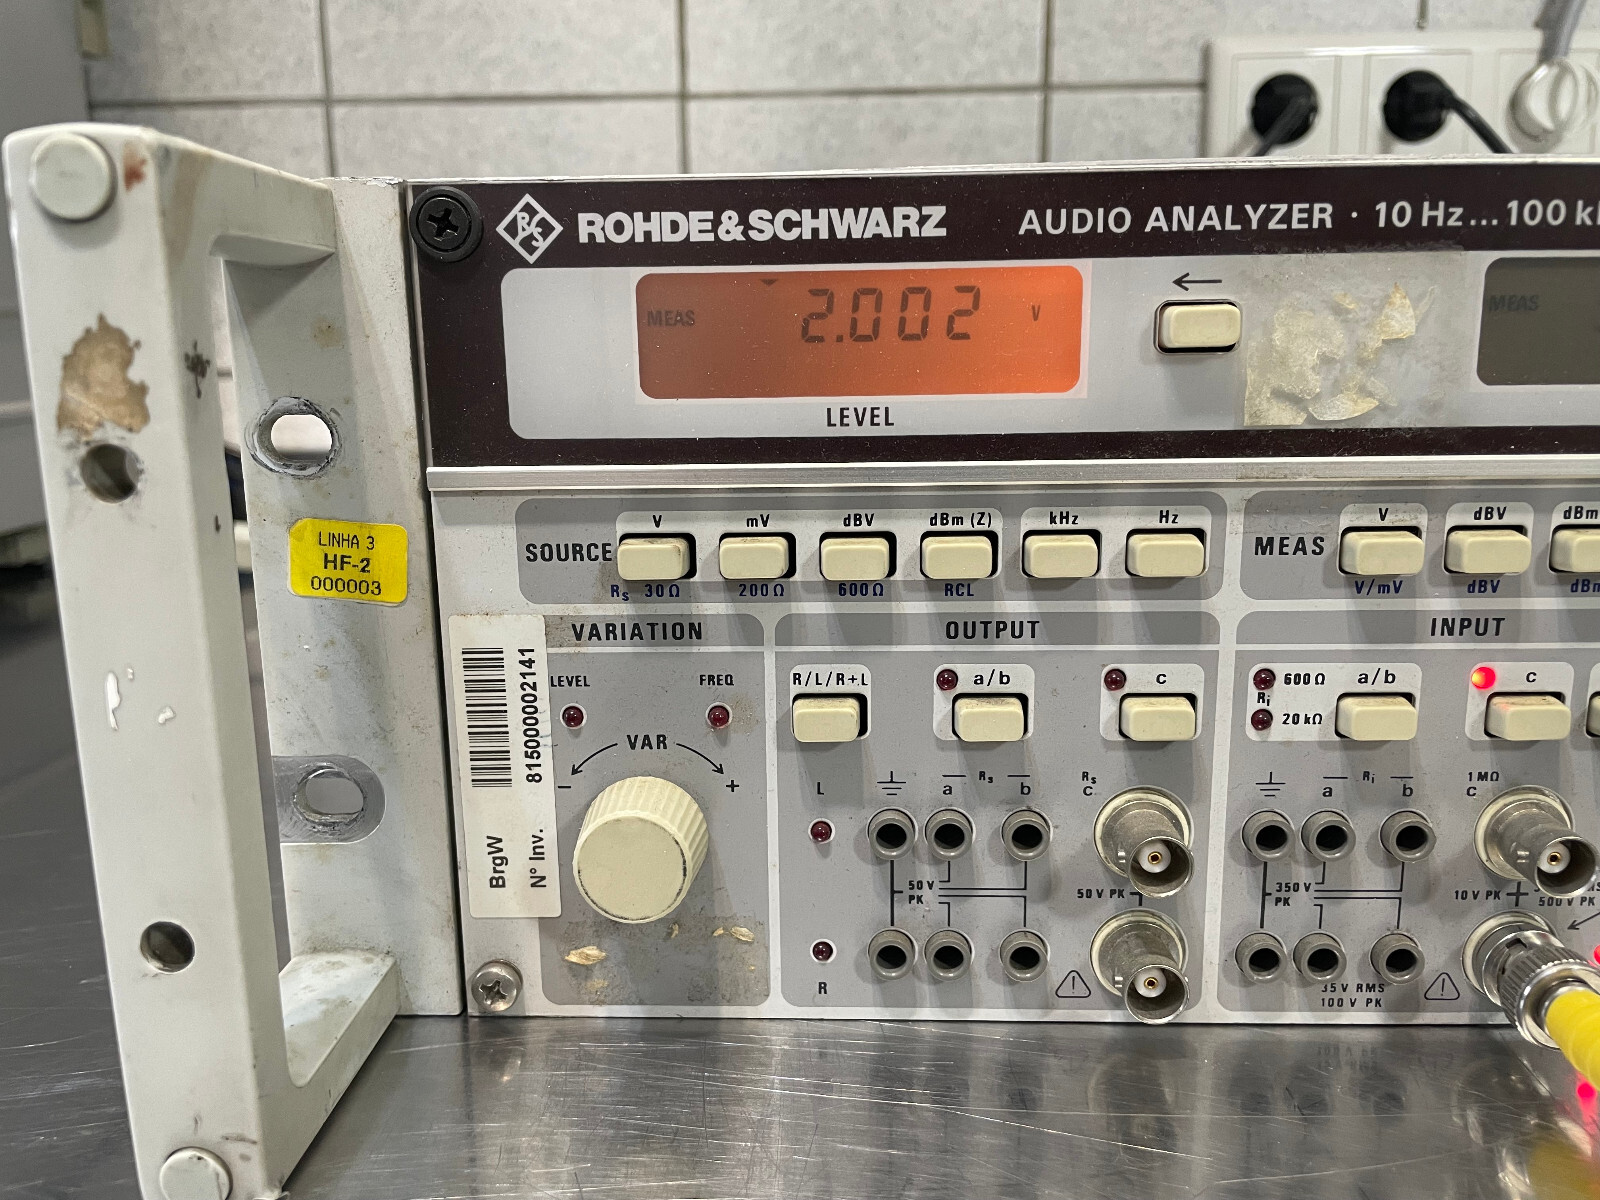 R&S ROHDE&SCHWARZ AUDIO ANALYZER · 10 Hz...100 k
MEAS 2.002 V
←
MEAS
LEVEL
LINHA 3
HF-2
000003
SOURCE
V mV dBV dBm (Z) kHz Hz
Rs 30Ω 200Ω 600Ω RCL
MEAS
V dBV dBm
V/mV dBV
VARIATION
LEVEL FREQ
VAR
- +
BrgW
N° Inv. 815000002141
OUTPUT
R/L/R+L a/b c
L
a Rs b
Rs
C
50 V
PK
50 V PK
R
INPUT
600Ω a/b c
Ri
20kΩ
a Ri b
1MΩ
C
350 V
PK
10 V PK
500V PK
35V RMS
100 V PK